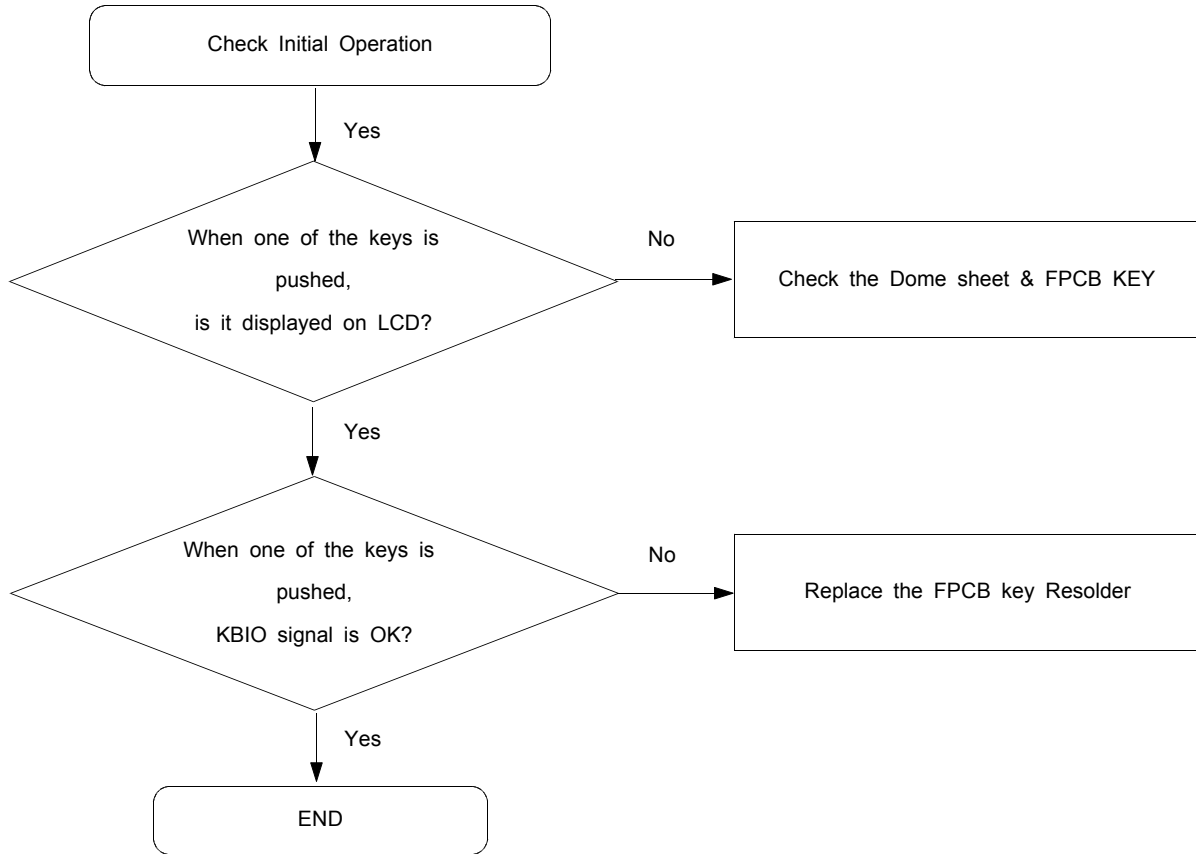 Check Initial Operation
Yes
When one of the keys is
pushed,
is it displayed on LCD?
No
Check the Dome sheet & FPCB KEY
Yes
When one of the keys is
pushed,
KBIO signal is OK?
No
Replace the FPCB key Resolder
Yes
END